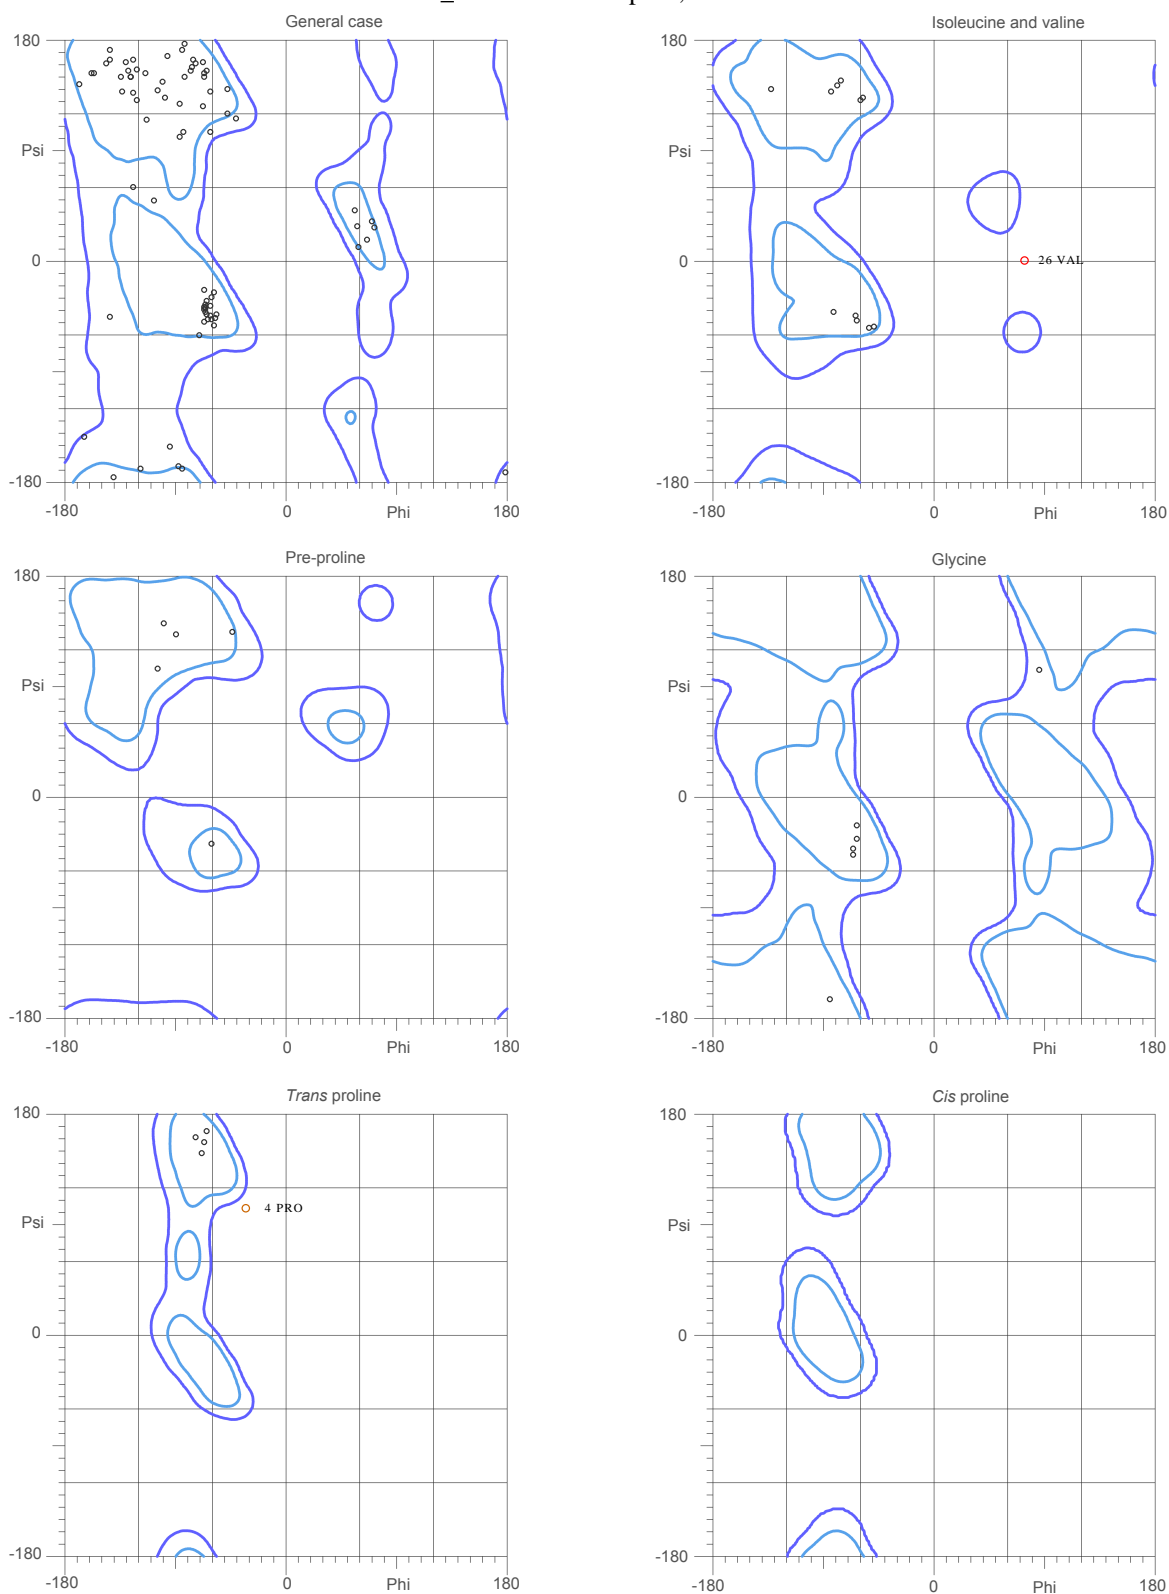 General case
Isoleucine and valine
180
180
Psi
Psi
0
0
26 VAL
-180
-180
-180
0
Phi
180
-180
0
Phi
180
Pre-proline
Glycine
180
180
Psi
Psi
0
0
-180
-180
-180
0
Phi
180
-180
0
Phi
180
Trans proline
Cis proline
180
180
4 PRO
Psi
Psi
0
0
-180
-180
-180
0
Phi
180
-180
0
Phi
180